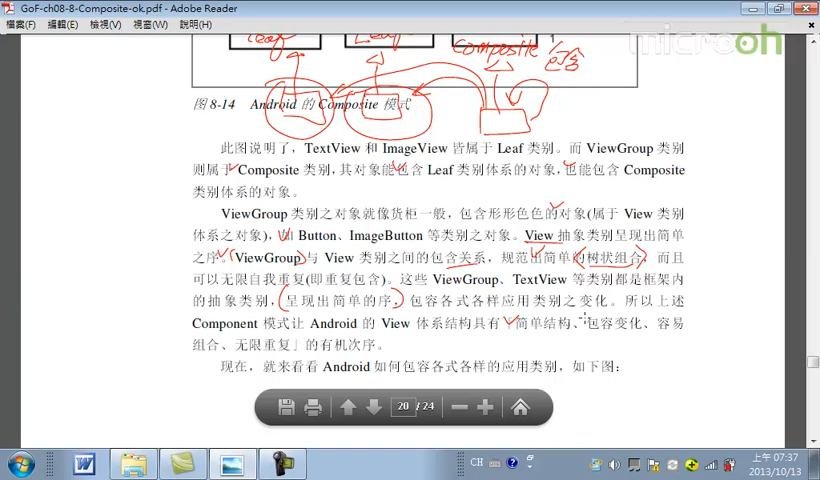 GoF-ch08-8-Composite-ok.pdf - Adobe Reader
檔案(F) 編輯(E) 檢視(V) 視窗(W) 說明(H)
microoh
Leaf Leaf Composite 包含
图8-14 Android 的 Composite 模式
此图说明了，TextView 和 ImageView 皆属于 Leaf 类别。而 ViewGroup 类别
则属于 Composite 类别，其对象能包含 Leaf 类别体系的对象，也能包含 Composite
类别体系的对象。
ViewGroup 类别之对象就像货柜一般，包含形形色色的对象(属于 View 类别
体系之对象)，如 Button、ImageButton 等类别之对象。View 抽象类别呈现出简单
之序。ViewGroup 与 View 类别之间的包含关系，规范出简单的树状组合，而且
可以无限自我重复(即重复包含)。这些 ViewGroup、TextView 等类别都是框架内
的抽象类别，呈现出简单的序，包容各式各样应用类别之变化。所以上述
Component 模式让 Android 的 View 体系结构具有「简单结构、包容变化、容易
组合、无限重复」的有机次序。
现在，就来看看 Android 如何包容各式各样的应用类别，如下图：
20 / 24
CH
上午 07:37
2013/10/13